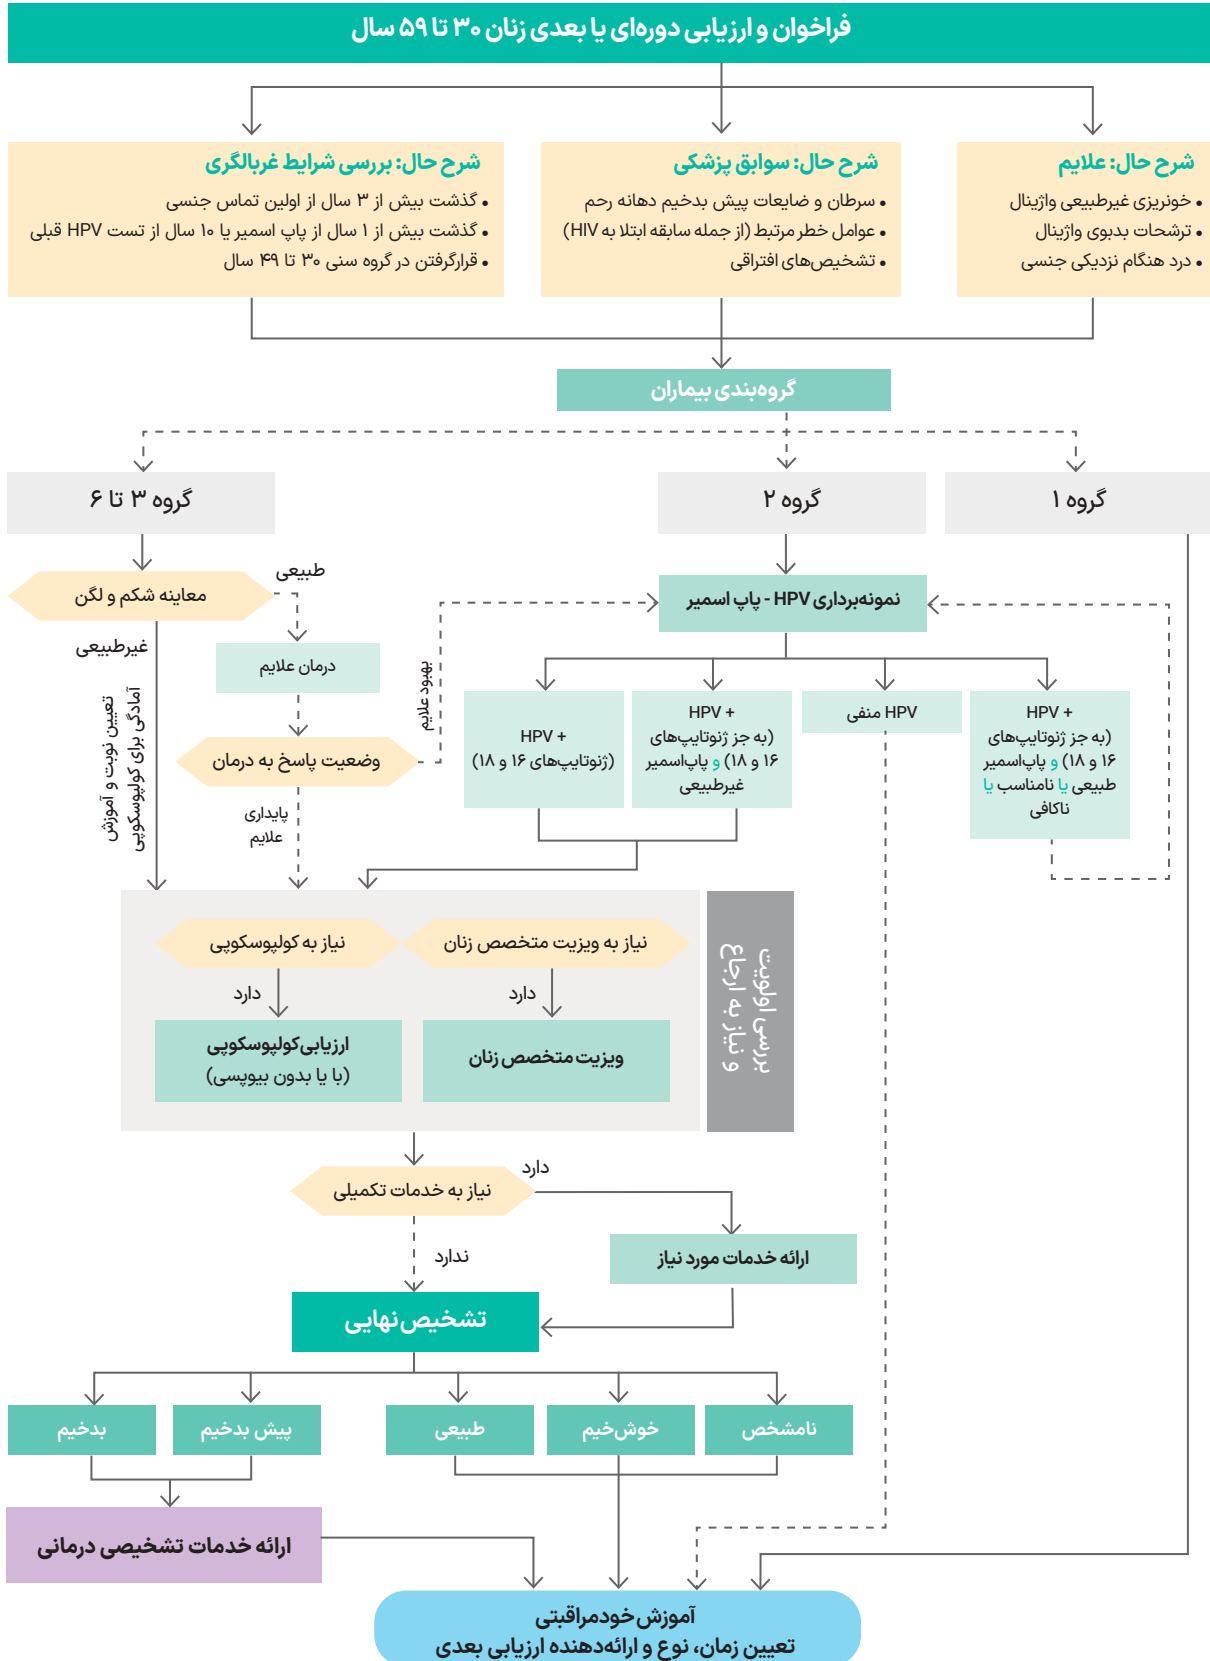 فراخوان و ارزیابی دوره‌ای یا بعدی زنان ۳۰ تا ۵۹ سال
شرح حال: علایم
• خونریزی غیرطبیعی واژینال
• ترشحات بدبوی واژینال
• درد هنگام نزدیکی جنسی
شرح حال: سوابق پزشکی
• سرطان و ضایعات پیش بدخیم دهانه رحم
• عوامل خطر مرتبط (از جمله سابقه ابتلا به HIV)
• تشخیص‌های افتراقی
شرح حال: بررسی شرایط غربالگری
• گذشت بیش از ۳ سال از اولین تماس جنسی
• گذشت بیش از ۱ سال از پاپ اسمیر یا ۱۰ سال از تست HPV قبلی
• قرارگرفتن در گروه سنی ۳۰ تا ۴۹ سال
گروه‌بندی بیماران
گروه ۱
گروه ۲
گروه ۳ تا ۶
نمونه‌برداری HPV - پاپ اسمیر
معاینه شکم و لگن
طبیعی
غیرطبیعی
درمان علایم
وضعیت پاسخ به درمان
بهبود علایم
پایداری
علایم
تعیین نوبت و آموزش
آمادگی برای کولپوسکوپی
HPV +
(به جز ژنوتایپ‌های
۱۶ و ۱۸) و پاپ‌اسمیر
طبیعی یا نامناسب یا
ناکافی
HPV منفی
HPV +
(به جز ژنوتایپ‌های
۱۶ و ۱۸) و پاپ‌اسمیر
غیرطبیعی
HPV +
(ژنوتایپ‌های ۱۶ و ۱۸)
بررسی اولویت
و نیاز به ارجاع
نیاز به ویزیت متخصص زنان
نیاز به کولپوسکوپی
دارد
دارد
ویزیت متخصص زنان
ارزیابی کولپوسکوپی
(با یا بدون بیوپسی)
نیاز به خدمات تکمیلی
دارد
ندارد
ارائه خدمات مورد نیاز
تشخیص نهایی
نامشخص
خوش‌خیم
طبیعی
پیش بدخیم
بدخیم
ارائه خدمات تشخیصی درمانی
آموزش خودمراقبتی
تعیین زمان، نوع و ارائه‌دهنده ارزیابی بعدی